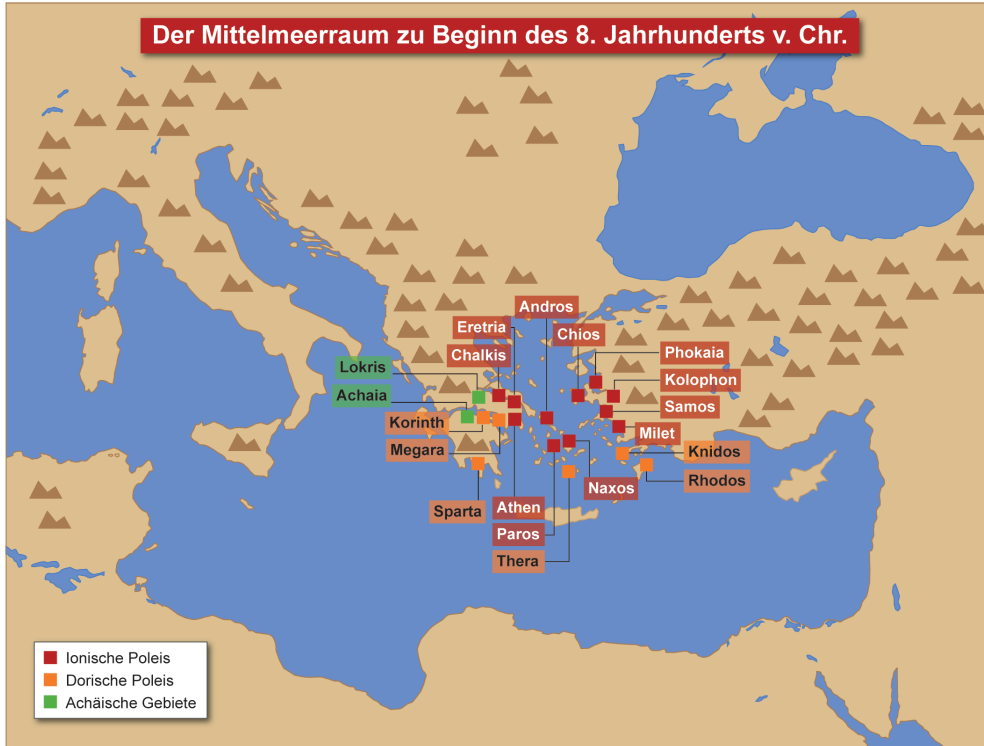 Der Mittelmeerraum zu Beginn des 8. Jahrhunderts v. Chr.
Andros
Eretria
Chios
Chalkis
Phokaia
Lokris
Kolophon
Achaia
Samos
Korinth
Milet
Megara
Knidos
Rhodos
Naxos
Sparta
Athen
Paros
Thera
Ionische Poleis
Dorische Poleis
Achäische Gebiete